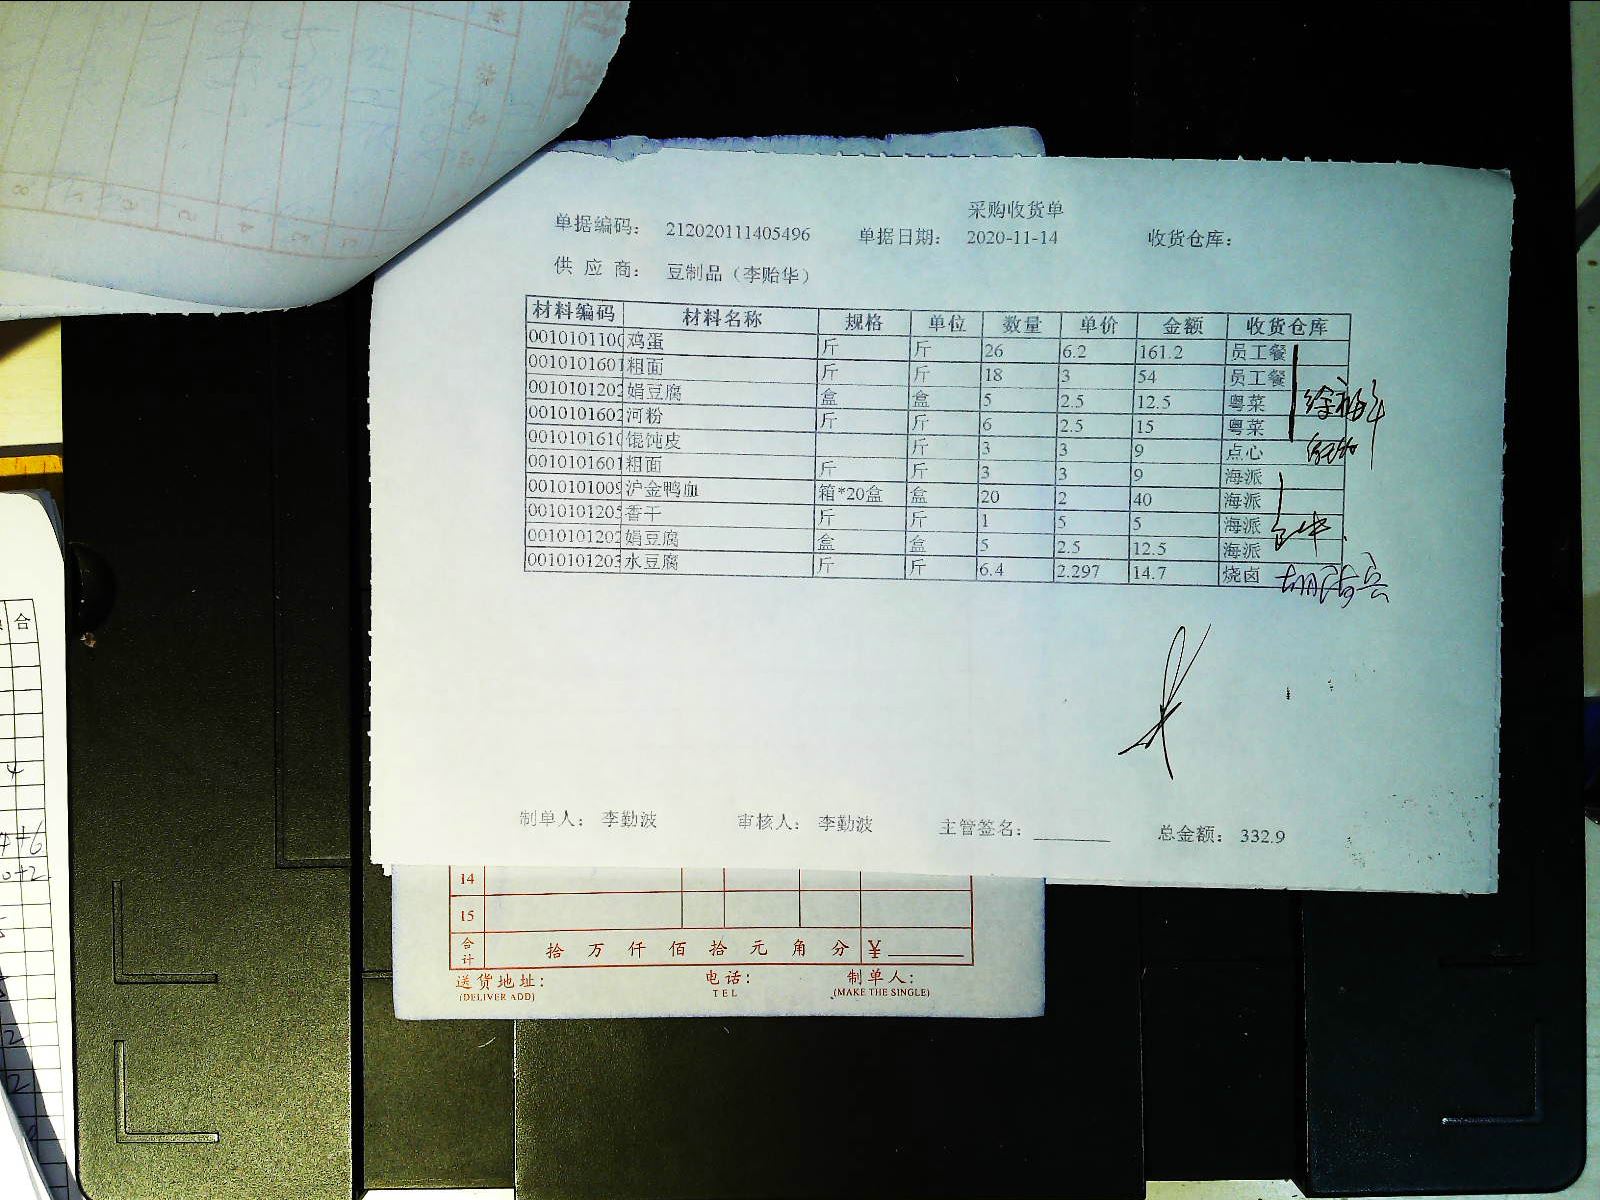 采购收货单
单据编码: 212020111405496 单据日期: 2020-11-14 收货仓库:
供 应 商: 豆制品（李贻华）
材料编码 材料名称 规格 单位 数量 单价 金额 收货仓库
0010101100 鸡蛋 斤 斤 26 6.2 161.2 员工餐
0010101601 粗面 斤 斤 18 3 54 员工餐
0010101202 娟豆腐 盒 盒 5 2.5 12.5 粤菜
0010101602 河粉 斤 斤 6 2.5 15 粤菜
0010101610 馄饨皮 斤 3 3 9 点心
0010101601 粗面 斤 斤 3 3 9 海派
0010101009 沪金鸭血 箱*20盒 盒 20 2 40 海派
0010101205 香干 斤 斤 1 5 5 海派
0010101202 娟豆腐 盒 盒 5 2.5 12.5 海派
0010101203 水豆腐 斤 斤 6.4 2.297 14.7 烧卤
制单人: 李勤波 审核人: 李勤波 主管签名: 总金额: 332.9
14
15
合计 拾 万 仟 佰 拾 元 角 分 ¥
送货地址: 电话: 制单人:
(DELIVER ADD) TEL (MAKE THE SINGLE)
合